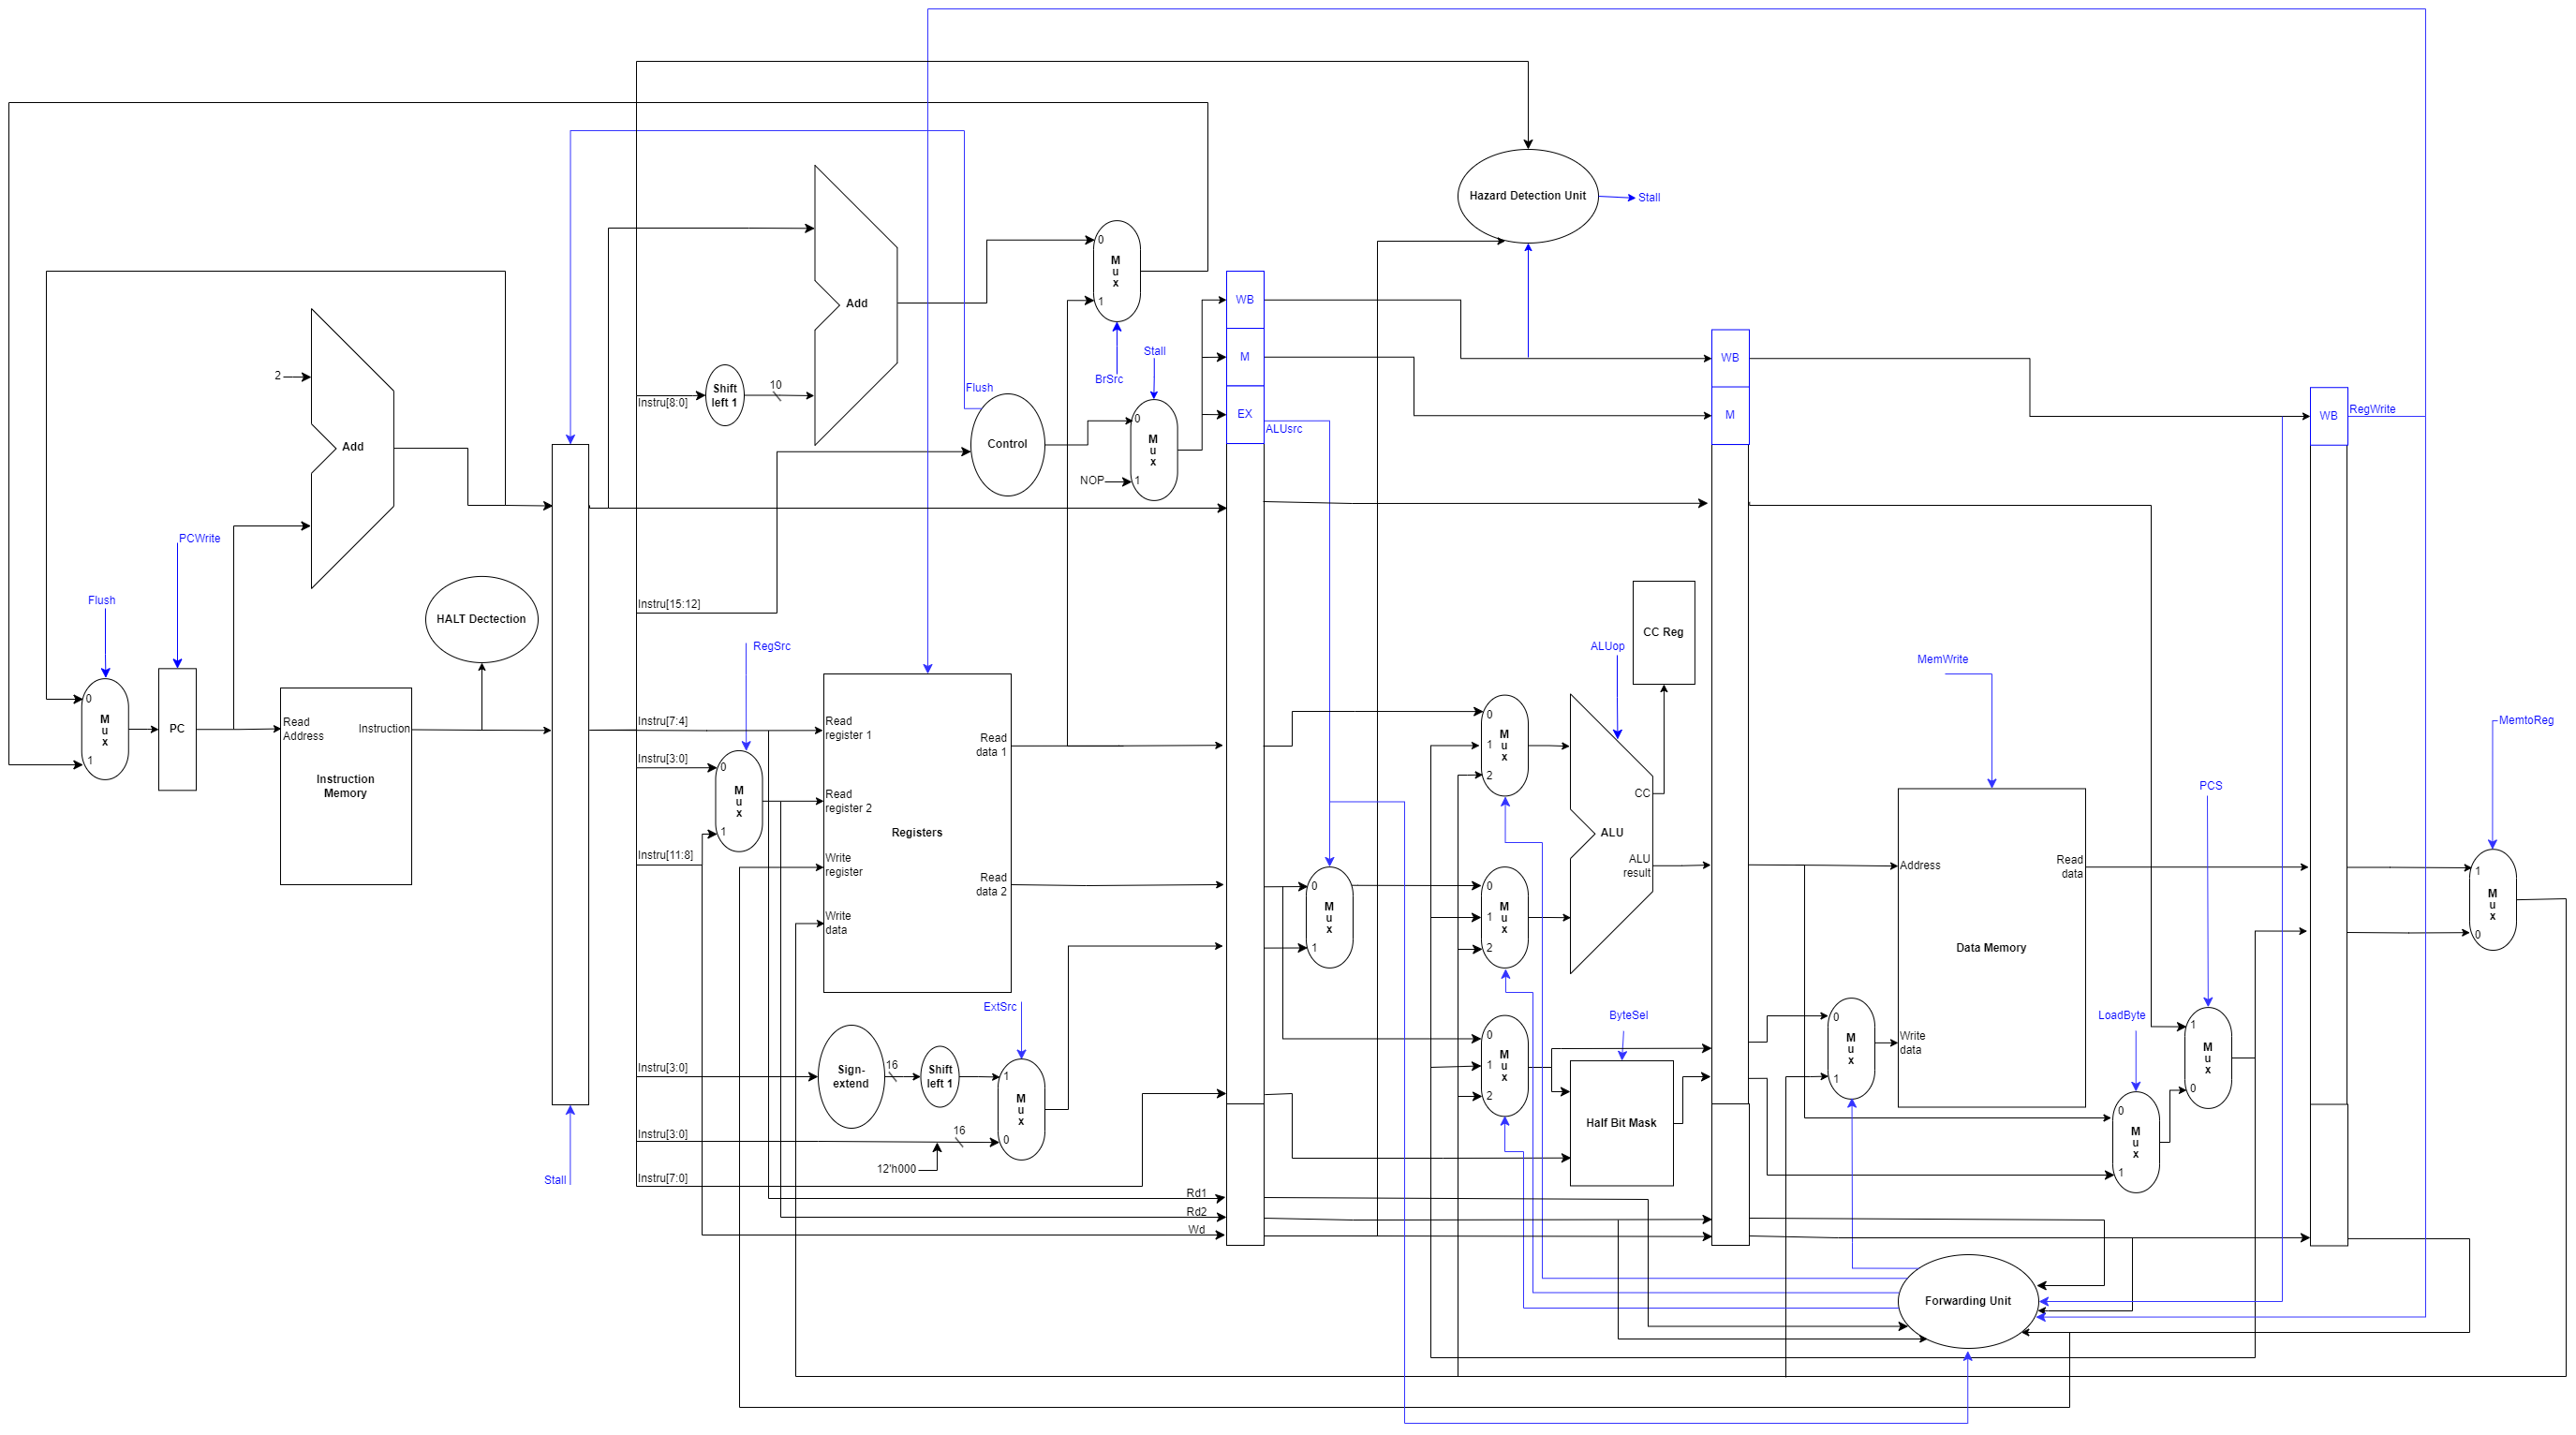 Hazard Detection Unit
Stall
0
M
u
x
1
BrSrc
Add
Shift
left 1
10
Instru[8:0]
Flush
Control
Stall
0
M
u
x
1
NOP
WB
M
EX
ALUsrc
WB
M
WB
RegWrite
2
Add
PCWrite
Flush
0
M
u
x
1
PC
HALT Dectection
Read
Address
Instruction
Instruction
Memory
Stall
Instru[15:12]
RegSrc
Instru[7:4]
Instru[3:0]
0
M
u
x
1
Instru[11:8]
Read
register 1
Read
register 2
Write
register
Write
data
Registers
Read
data 1
Read
data 2
ExtSrc
Instru[3:0]
Sign-
extend
16
Shift
left 1
1
M
u
x
0
Instru[3:0]
16
12'h000
Instru[7:0]
Rd1
Rd2
Wd
0
M
u
x
1
0
M
u
x
1
2
0
M
u
x
1
2
0
M
u
x
1
2
ALUop
CC Reg
CC
ALU
ALU
result
ByteSel
Half Bit Mask
MemWrite
Address
Read
data
Data Memory
Write
data
0
M
u
x
1
LoadByte
0
M
u
x
1
PCS
1
M
u
x
0
MemtoReg
1
M
u
x
0
Forwarding Unit